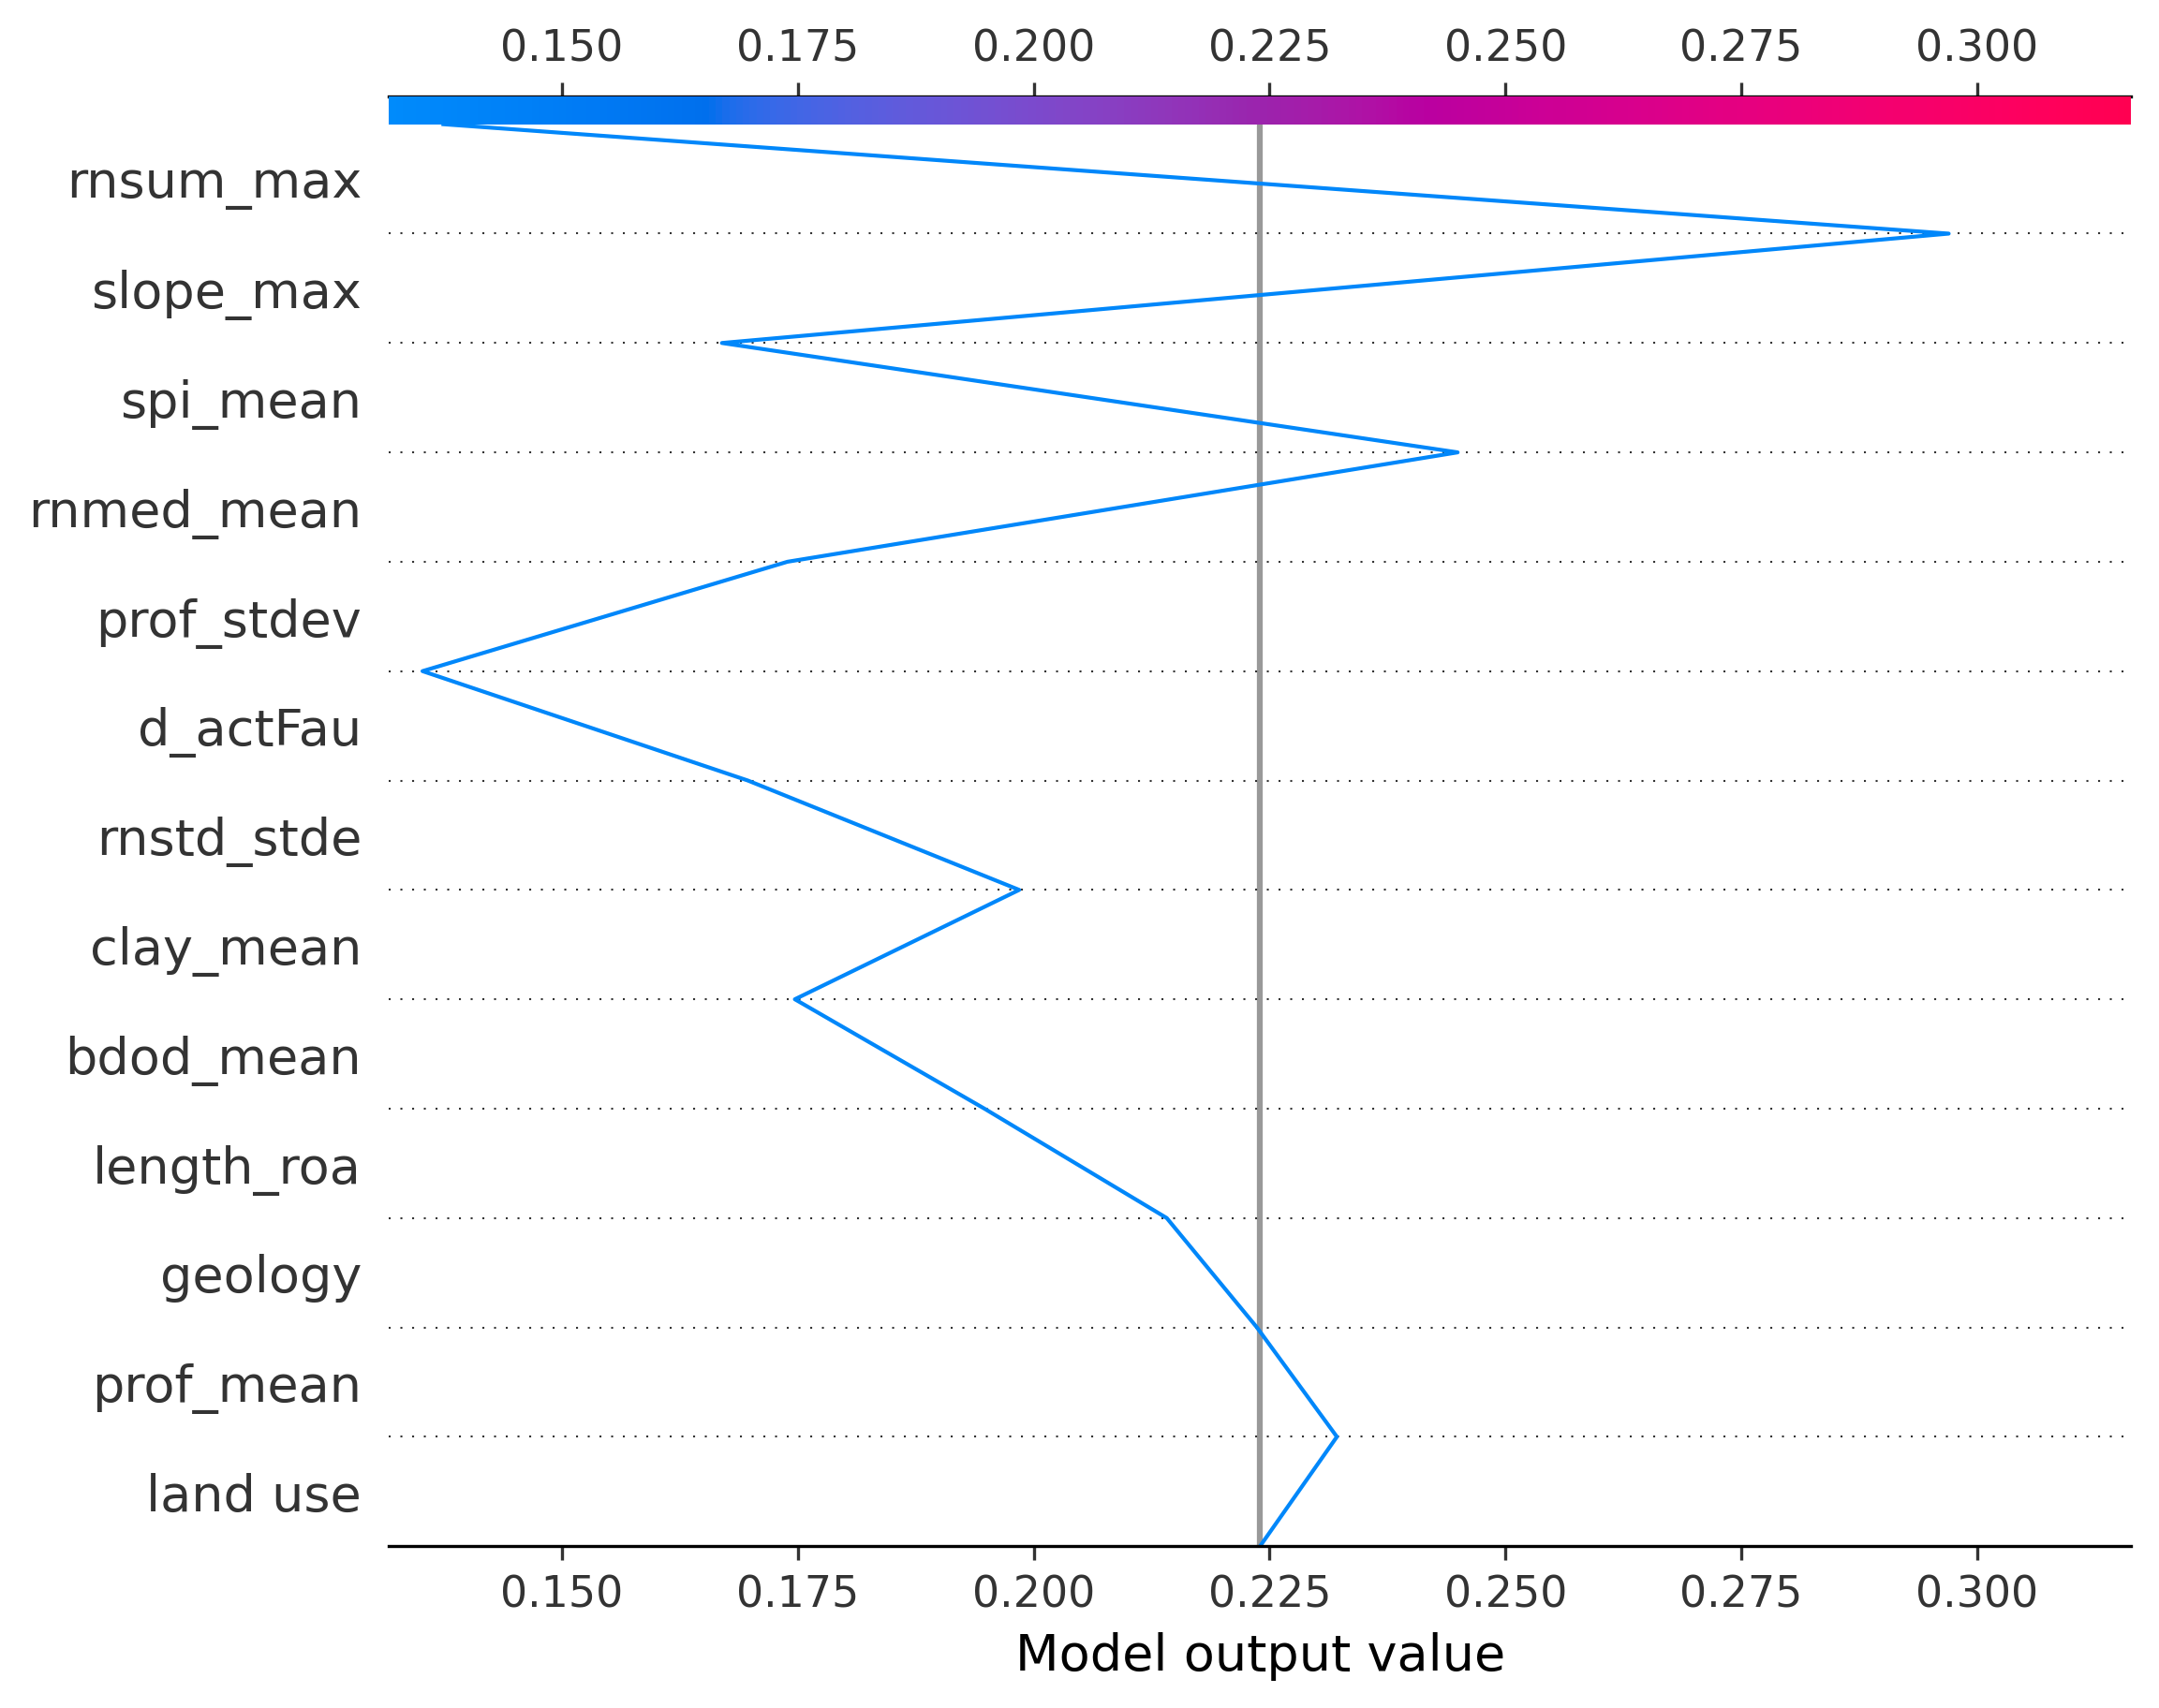 0.150 0.175 0.200 0.225 0.250 0.275 0.300
rnsum_max
slope_max
spi_mean
rnmed_mean
prof_stdev
d_actFau
rnstd_stde
clay_mean
bdod_mean
length_roa
geology
prof_mean
land use
0.150 0.175 0.200 0.225 0.250 0.275 0.300
Model output value